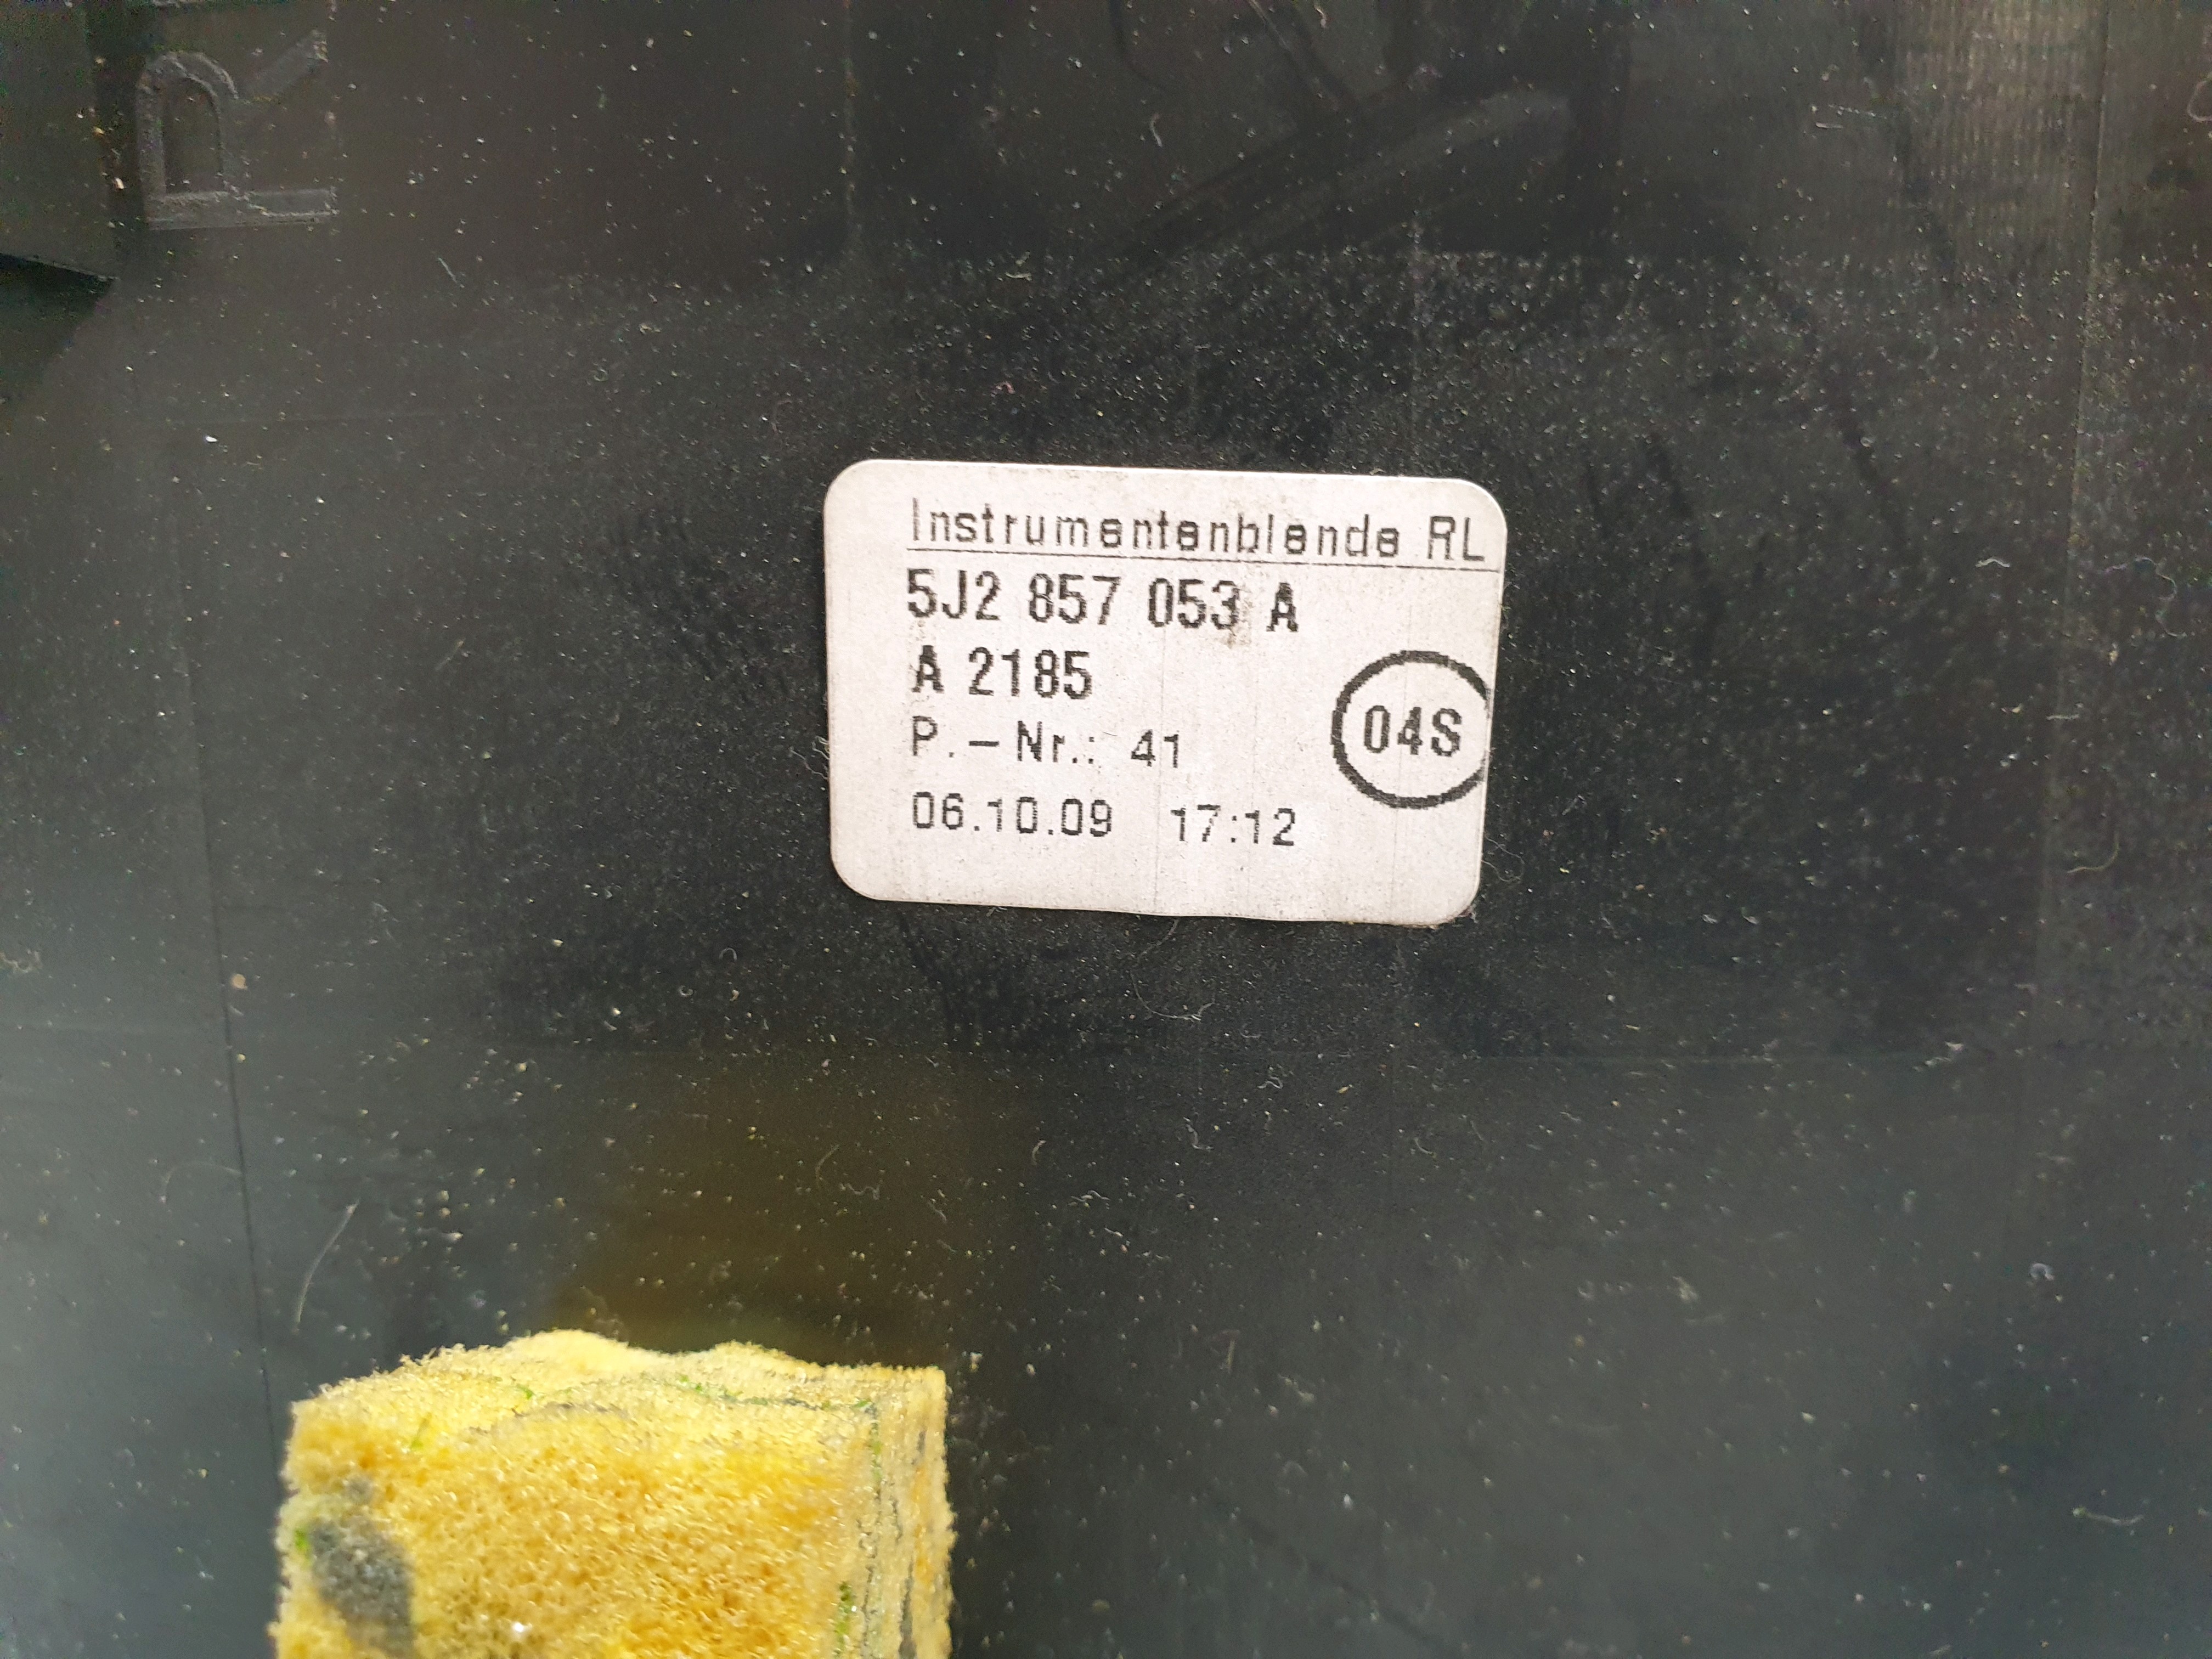 Instrumentenblende RL
5J2 857 053 A
A 2185
P.-Nr.: 41
04S
06.10.09 17:12